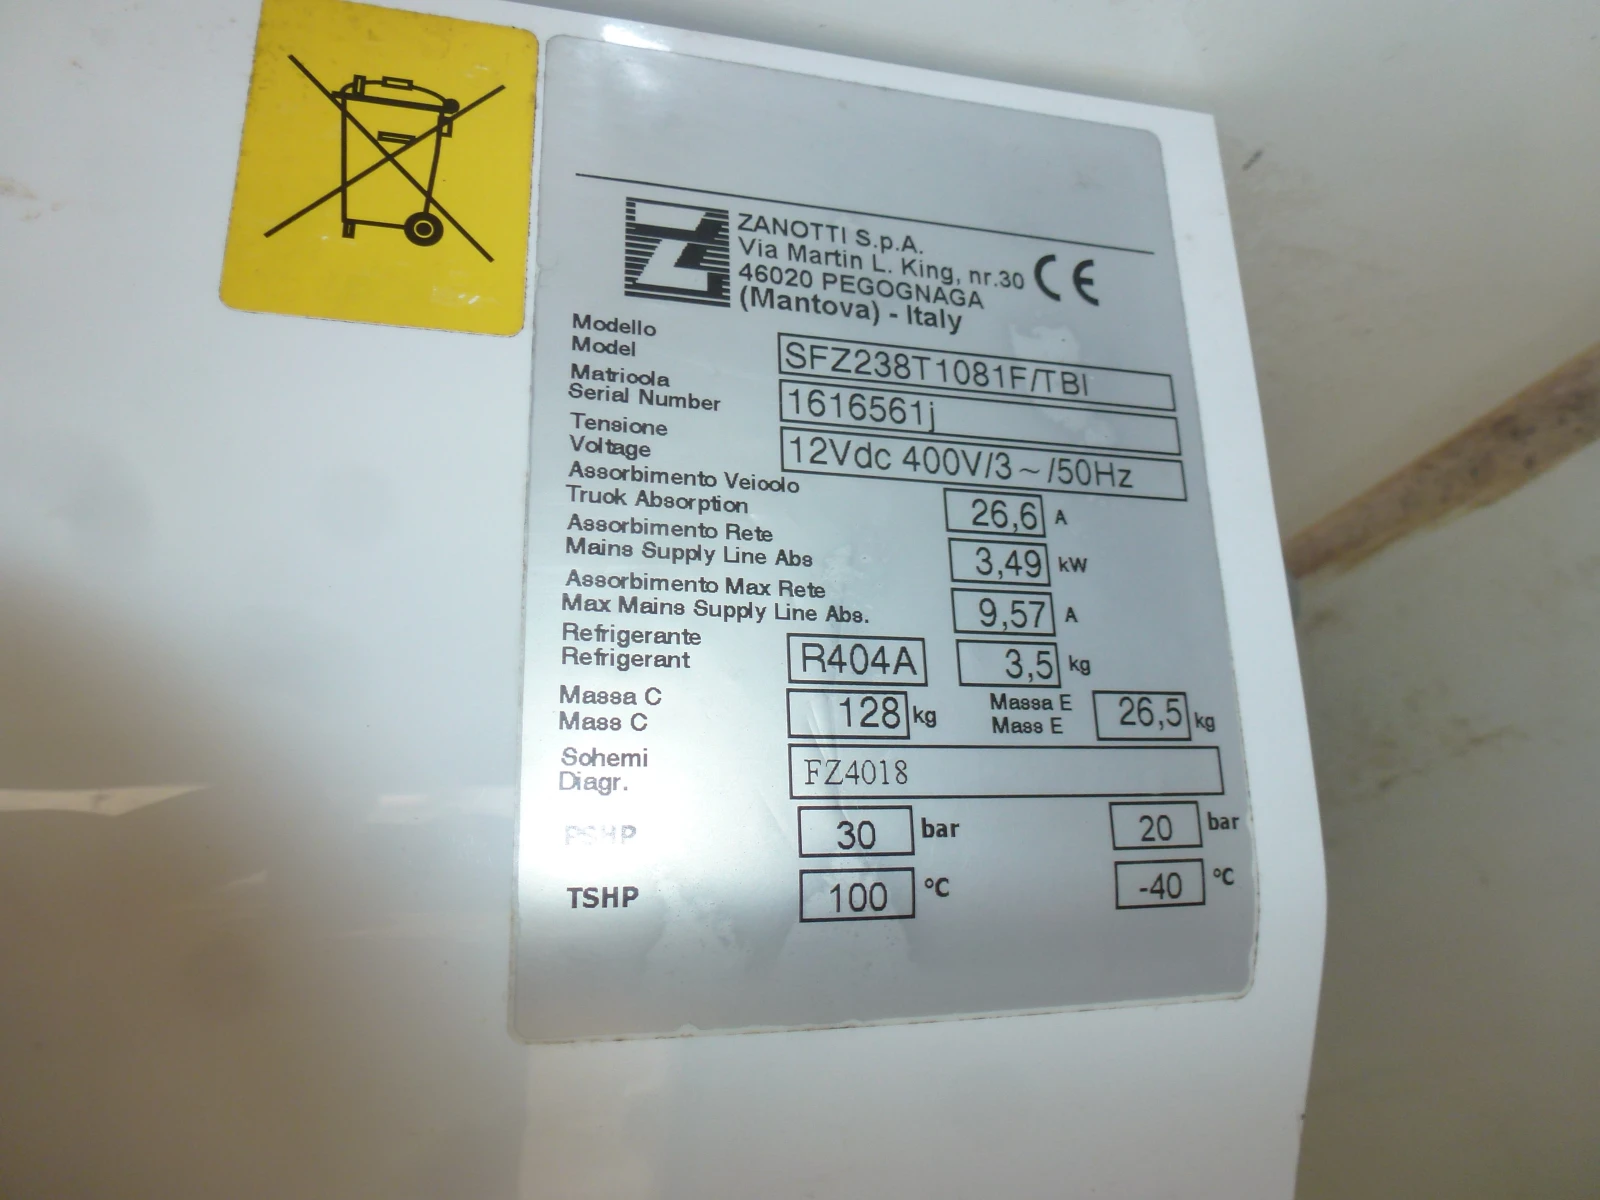 ZANOTTI S.p.A.
Via Martin L. King, nr.30
46020 PEGOGNAGA
(Mantova) - Italy
CE
Modello
Model
SFZ238T1081F/TBI
Matricola
Serial Number
1616561j
Tensione
Voltage
12Vdc 400V/3~/50Hz
Assorbimento Veicolo
Truck Absorption
26,6 A
Assorbimento Rete
Mains Supply Line Abs
3,49 kW
Assorbimento Max Rete
Max Mains Supply Line Abs.
9,57 A
Refrigerante
Refrigerant
R404A 3,5 kg
Massa C
Mass C
128 kg
Massa E
Mass E
26,5 kg
Schemi
Diagr.
FZ4018
PSHP 30 bar 20 bar
TSHP 100 °C -40 °C